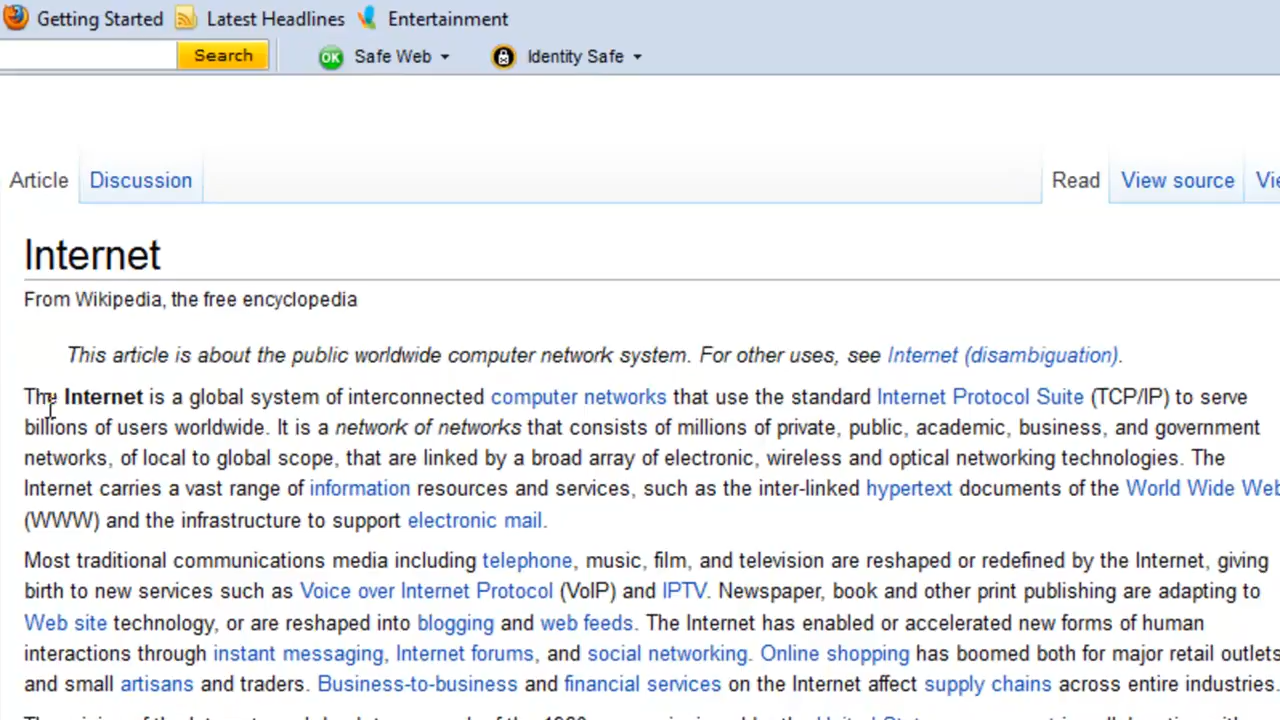 Getting Started Latest Headlines Entertainment
Search OK Safe Web Identity Safe
Article Discussion Read View source
Internet
From Wikipedia, the free encyclopedia
This article is about the public worldwide computer network system. For other uses, see Internet (disambiguation).
The Internet is a global system of interconnected computer networks that use the standard Internet Protocol Suite (TCP/IP) to serve
billions of users worldwide. It is a network of networks that consists of millions of private, public, academic, business, and government
networks, of local to global scope, that are linked by a broad array of electronic, wireless and optical networking technologies. The
Internet carries a vast range of information resources and services, such as the inter-linked hypertext documents of the World Wide Web
(WWW) and the infrastructure to support electronic mail.
Most traditional communications media including telephone, music, film, and television are reshaped or redefined by the Internet, giving
birth to new services such as Voice over Internet Protocol (VoIP) and IPTV. Newspaper, book and other print publishing are adapting to
Web site technology, or are reshaped into blogging and web feeds. The Internet has enabled or accelerated new forms of human
interactions through instant messaging, Internet forums, and social networking. Online shopping has boomed both for major retail outlets
and small artisans and traders. Business-to-business and financial services on the Internet affect supply chains across entire industries.